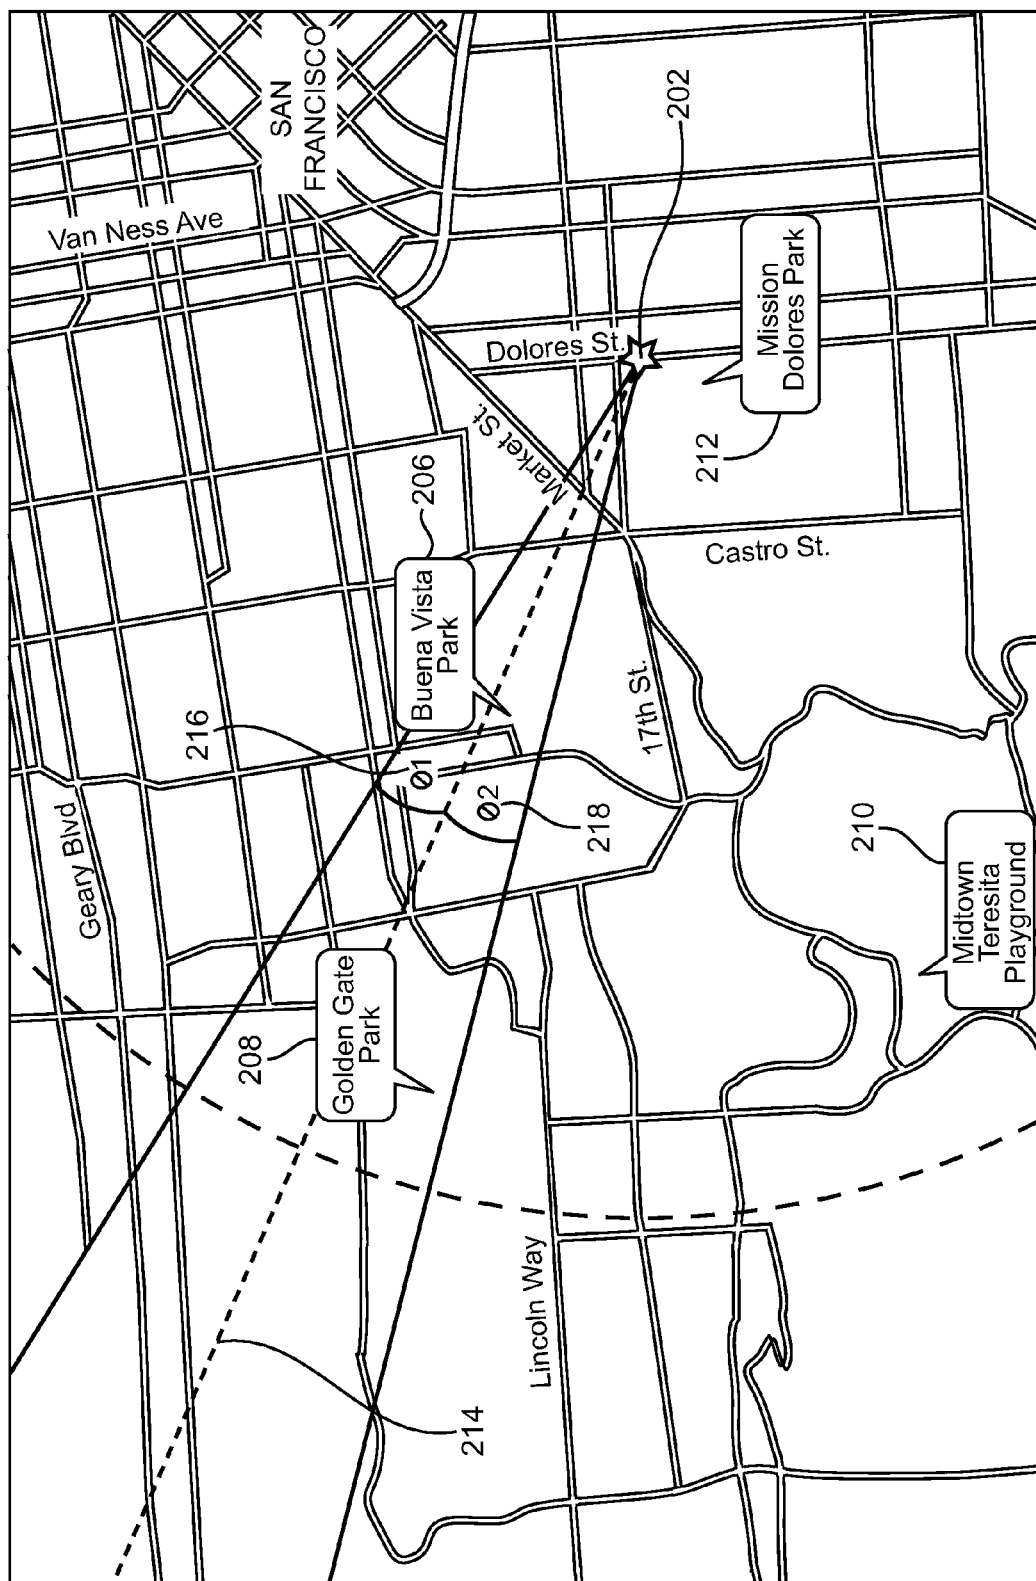 SAN
FRANCISCO
Van Ness Ave
202
Mission
Dolores Park
Dolores St.
212
Market St.
206
Castro St.
Buena Vista
Park
17th St.
216
Ø1
Ø2
218
210
Geary Blvd
Midtown
Teresita
Playground
Golden Gate
Park
208
Lincoln Way
214